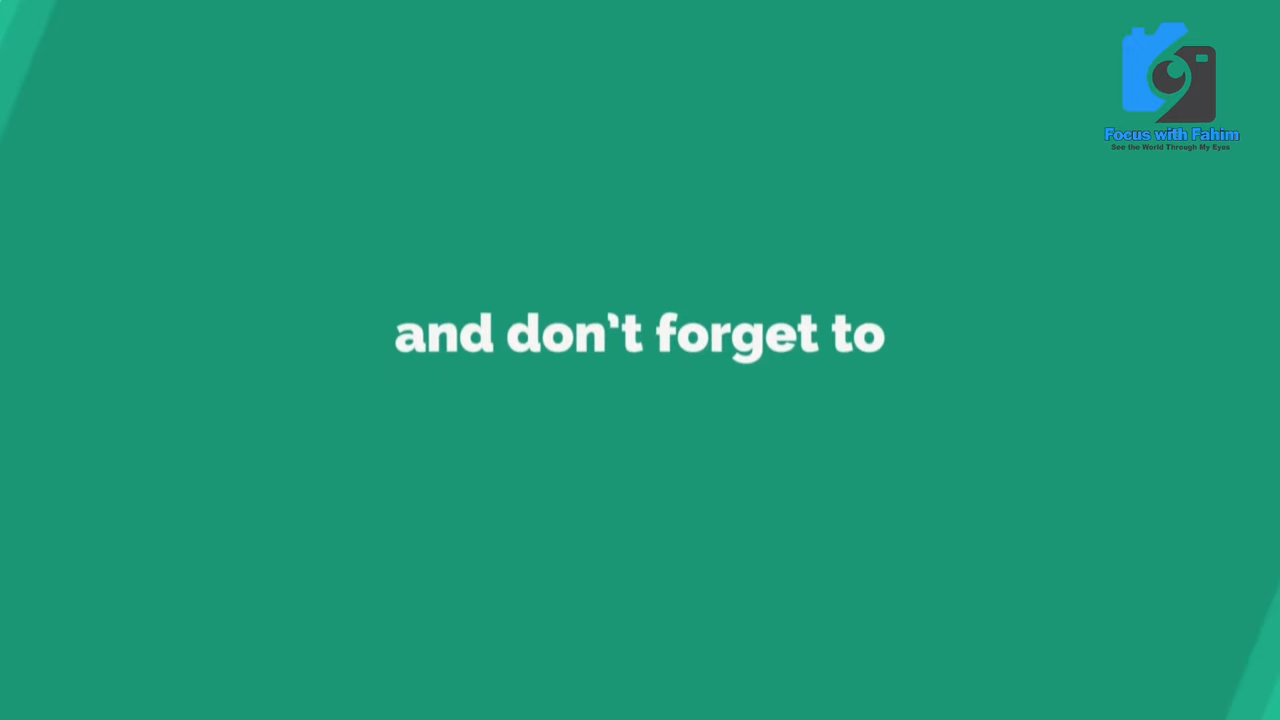 Focus with Fahim
See the World Through My Eyes
and don't forget to